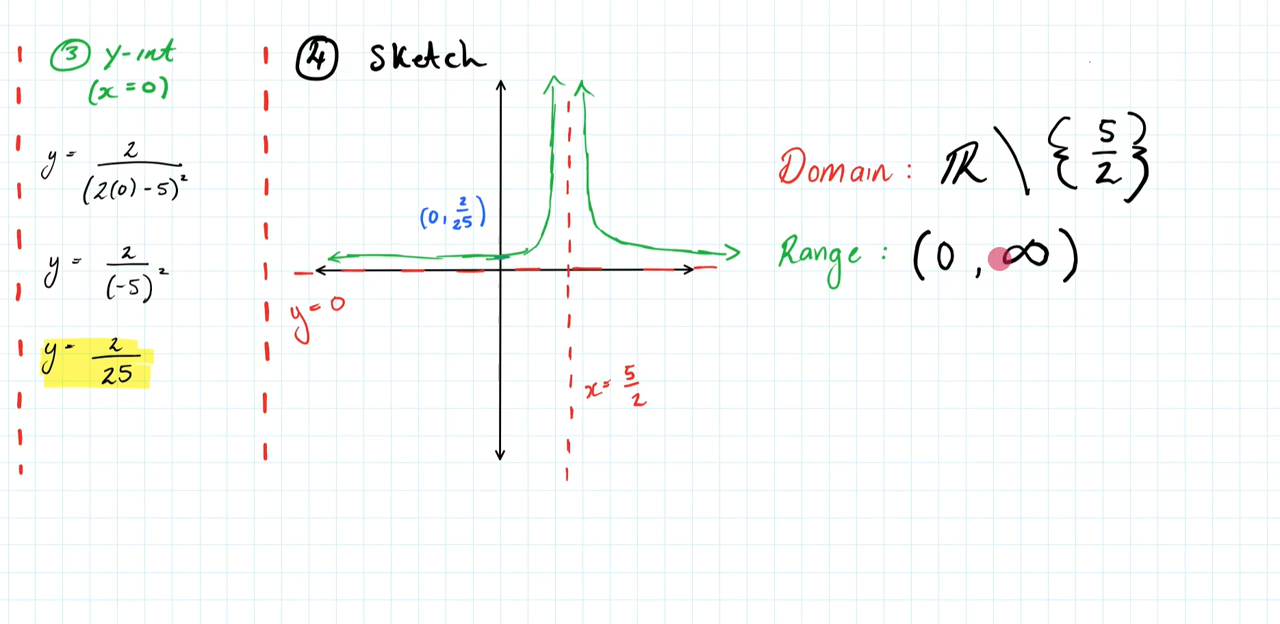 ③ y-int
(x=0)
y = 2/(2(0)-5)²
y = 2/(-5)²
y = 2/25
④ Sketch
(0, 2/25)
y=0
x= 5/2
Domain: ℝ \ {5/2}
Range: (0, ∞)